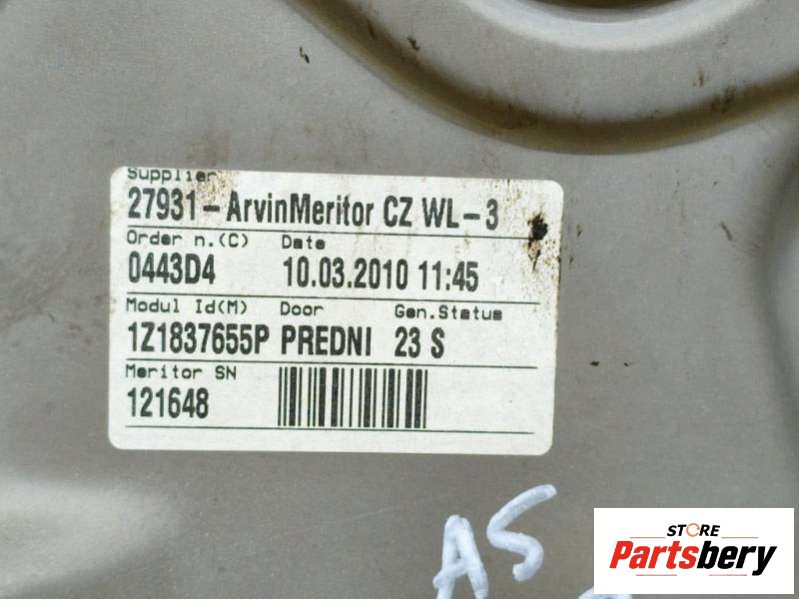 Supplier
27931-ArvinMeritor CZ WL-3
Order n.(C) Date
0443D4 10.03.2010 11:45
Modul Id(M) Door Gen.Status
1Z1837655P PREDNI 23 S
Meritor SN
121648
AS
STORE
Partsbery